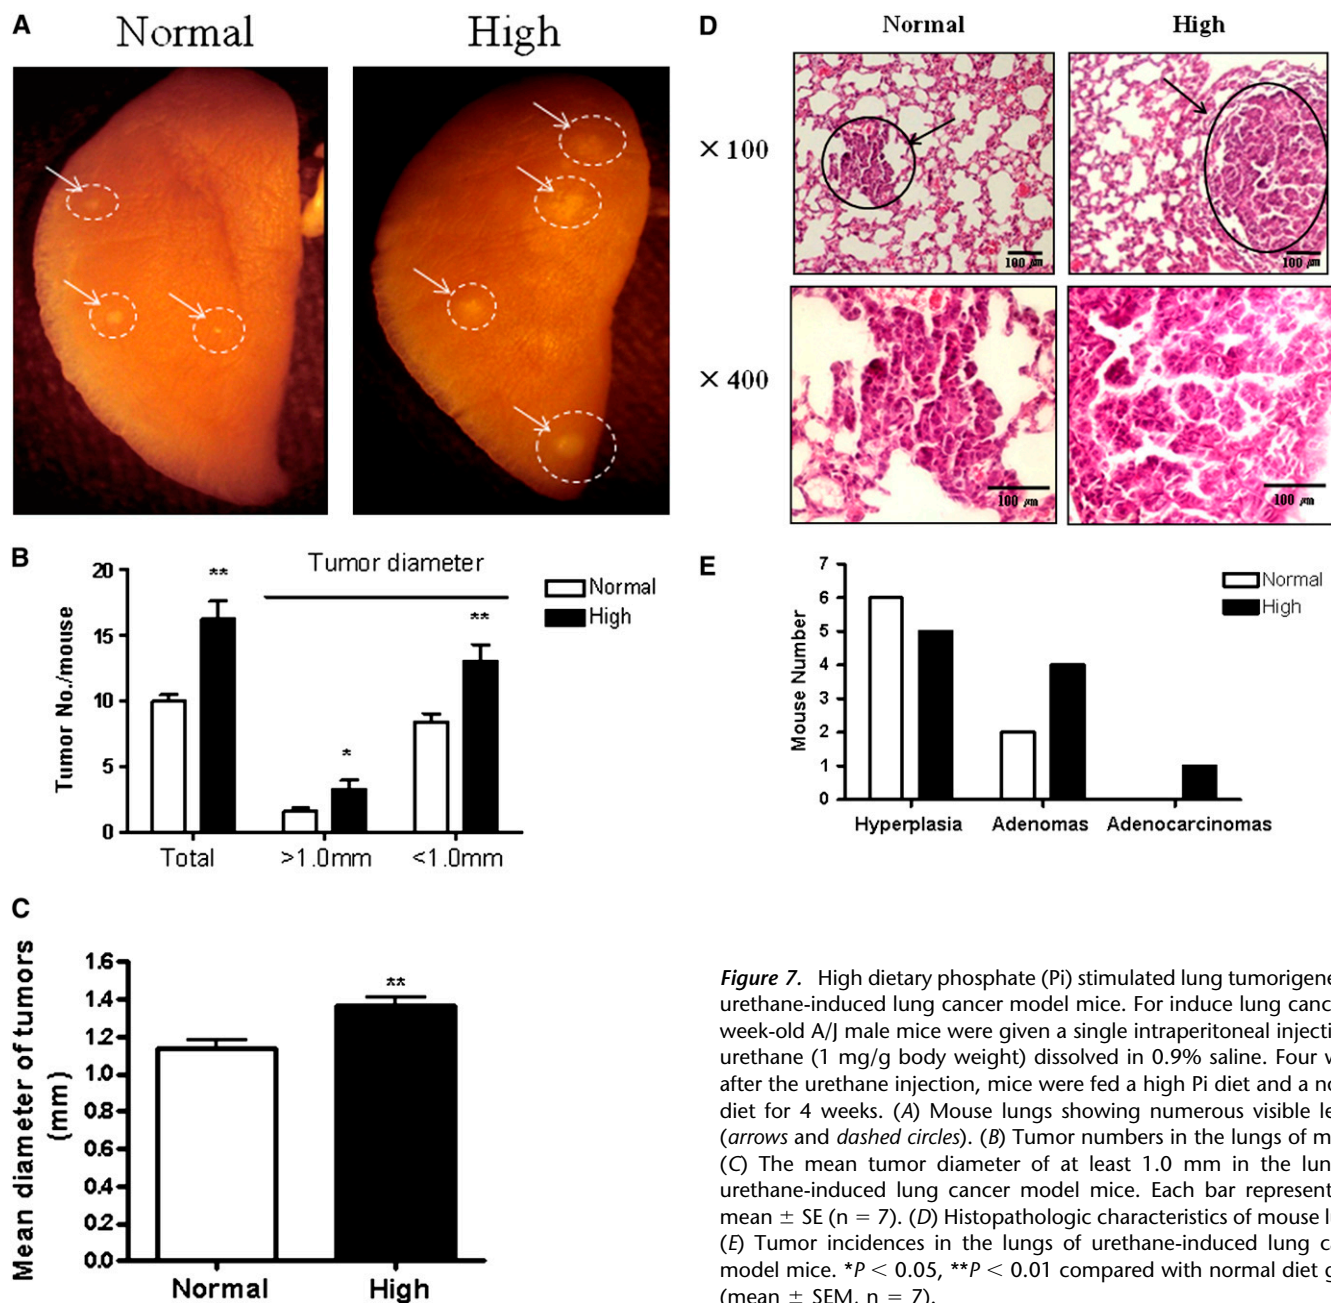 A
Normal
High
B
Tumor diameter
Normal
High
Tumor No./mouse
20
15
10
5
0
**
*
**
Total
>1.0mm
<1.0mm
C
Mean diameter of tumors
(mm)
1.6
1.4
1.2
1.0
0.8
0.6
0.4
0.2
0.0
**
Normal
High
D
Normal
High
×100
100 µm
100 µm
×400
100 µm
100 µm
E
Normal
High
Mouse Number
7
6
5
4
3
2
1
0
Hyperplasia
Adenomas
Adenocarcinomas
Figure 7. High dietary phosphate (Pi) stimulated lung
urethane-induced lung cancer model mice. For induce lung
week-old A/J male mice were given a single intraperitoneal
urethane (1 mg/g body weight) dissolved in 0.9% saline. Four
after the urethane injection, mice were fed a high Pi diet and a
diet for 4 weeks. (A) Mouse lungs showing numerous visible
(arrows and dashed circles). (B) Tumor numbers in the lungs of
(C) The mean tumor diameter of at least 1.0 mm in the
urethane-induced lung cancer model mice. Each bar
mean ± SE (n = 7). (D) Histopathologic characteristics of mouse
(E) Tumor incidences in the lungs of urethane-induced lung
model mice. *P < 0.05, **P < 0.01 compared with normal diet
(mean ± SEM, n = 7).